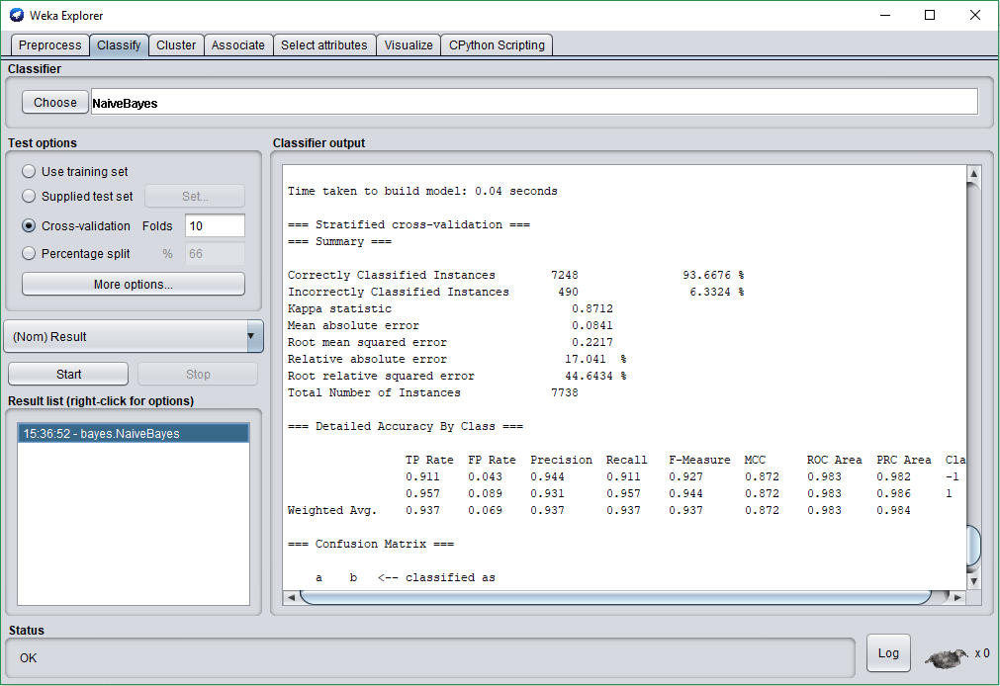 Weka Explorer
Preprocess Classify Cluster Associate Select attributes Visualize CPython Scripting
Classifier
Choose NaiveBayes
Test options
Use training set
Supplied test set Set...
Cross-validation Folds 10
Percentage split % 66
More options...
(Nom) Result
Start Stop
Result list (right-click for options)
15:36:52 - bayes.NaiveBayes
Classifier output
Time taken to build model: 0.04 seconds
=== Stratified cross-validation ===
=== Summary ===
Correctly Classified Instances 7248 93.6676 %
Incorrectly Classified Instances 490 6.3324 %
Kappa statistic 0.8712
Mean absolute error 0.0841
Root mean squared error 0.2217
Relative absolute error 17.041 %
Root relative squared error 44.6434 %
Total Number of Instances 7738
=== Detailed Accuracy By Class ===
TP Rate FP Rate Precision Recall F-Measure MCC ROC Area PRC Area Cla
0.911 0.043 0.944 0.911 0.927 0.872 0.983 0.982 -1
0.957 0.089 0.931 0.957 0.944 0.872 0.983 0.986 1
Weighted Avg. 0.937 0.069 0.937 0.937 0.937 0.872 0.983 0.984
=== Confusion Matrix ===
a b <-- classified as
Status
OK
Log x 0